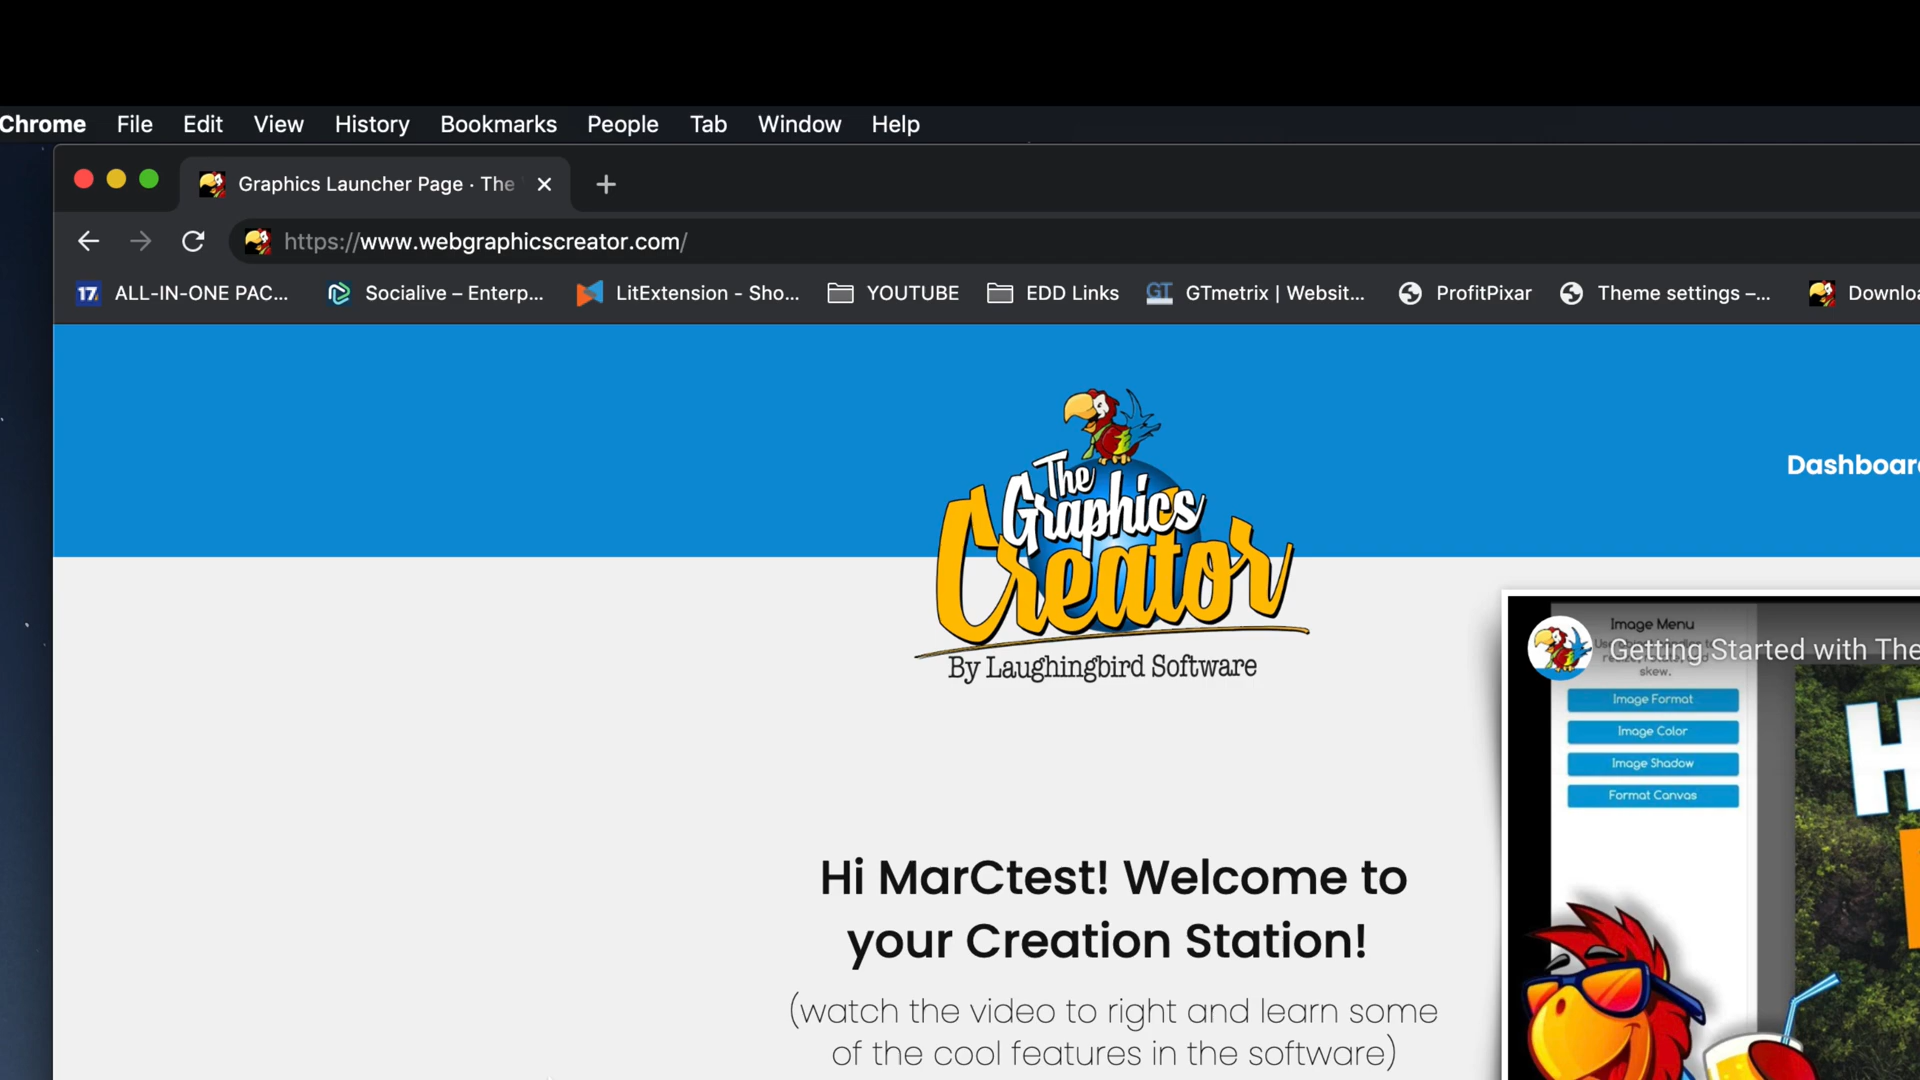 Chrome File Edit View History Bookmarks People Tab Window Help
Graphics Launcher Page · The
https://www.webgraphicscreator.com/
17 ALL-IN-ONE PAC... Socialive – Enterp... LitExtension - Sho... YOUTUBE EDD Links GT GTmetrix | Websit... ProfitPixar Theme settings –... Downloa
The
Graphics
Creator
By Laughingbird Software
Dashboard
Image Menu
Getting Started with The
skew.
Image Format
Image Color
Image Shadow
Format Canvas
H
Hi MarCtest! Welcome to
your Creation Station!
(watch the video to right and learn some
of the cool features in the software)